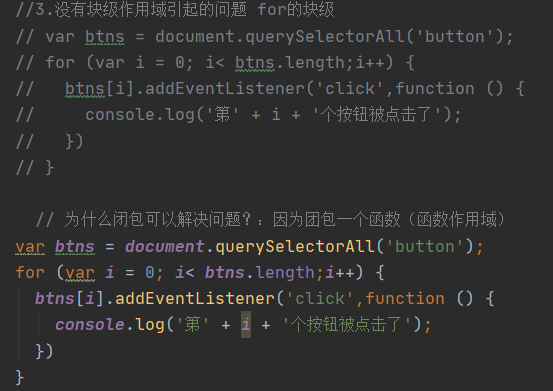 //3.没有块级作用域引起的问题 for的块级
// var btns = document.querySelectorAll('button');
// for (var i = 0; i< btns.length;i++) {
//   btns[i].addEventListener('click',function () {
//     console.log('第' + i + '个按钮被点击了');
//   })
// }
// 为什么闭包可以解决问题?：因为团包一个函数（函数作用域）
var btns = document.querySelectorAll('button');
for (var i = 0; i< btns.length;i++) {
  btns[i].addEventListener('click',function () {
    console.log('第' + i + '个按钮被点击了');
  })
}